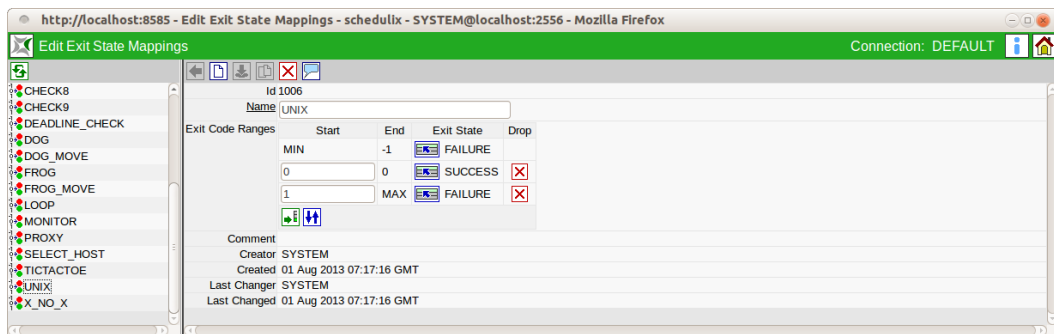 http://localhost:8585 - Edit Exit State Mappings - schedulix - SYSTEM@localhost:2556 - Mozilla Firefox
Edit Exit State Mappings Connection: DEFAULT
CHECK8
CHECK9
DEADLINE_CHECK
DOG
DOG_MOVE
FROG
FROG_MOVE
LOOP
MONITOR
PROXY
SELECT_HOST
TICTACTOE
UNIX
X_NO_X
Id 1006
Name UNIX
Exit Code Ranges Start End Exit State Drop
MIN -1 FAILURE
0 0 SUCCESS
1 MAX FAILURE
Comment
Creator SYSTEM
Created 01 Aug 2013 07:17:16 GMT
Last Changer SYSTEM
Last Changed 01 Aug 2013 07:17:16 GMT